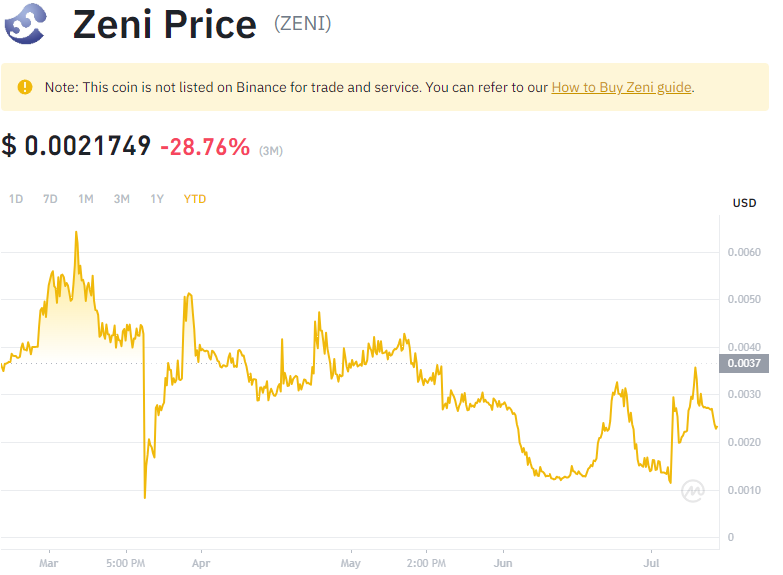 Zeni Price (ZENI)
Note: This coin is not listed on Binance for trade and service. You can refer to our How to Buy Zeni guide.
$ 0.0021749 -28.76% (3M)
1D 7D 1M 3M 1Y YTD
USD
0.0060
0.0050
0.0040
0.0037
0.0030
0.0020
0.0010
0
Mar 5:00 PM Apr May 2:00 PM Jun Jul